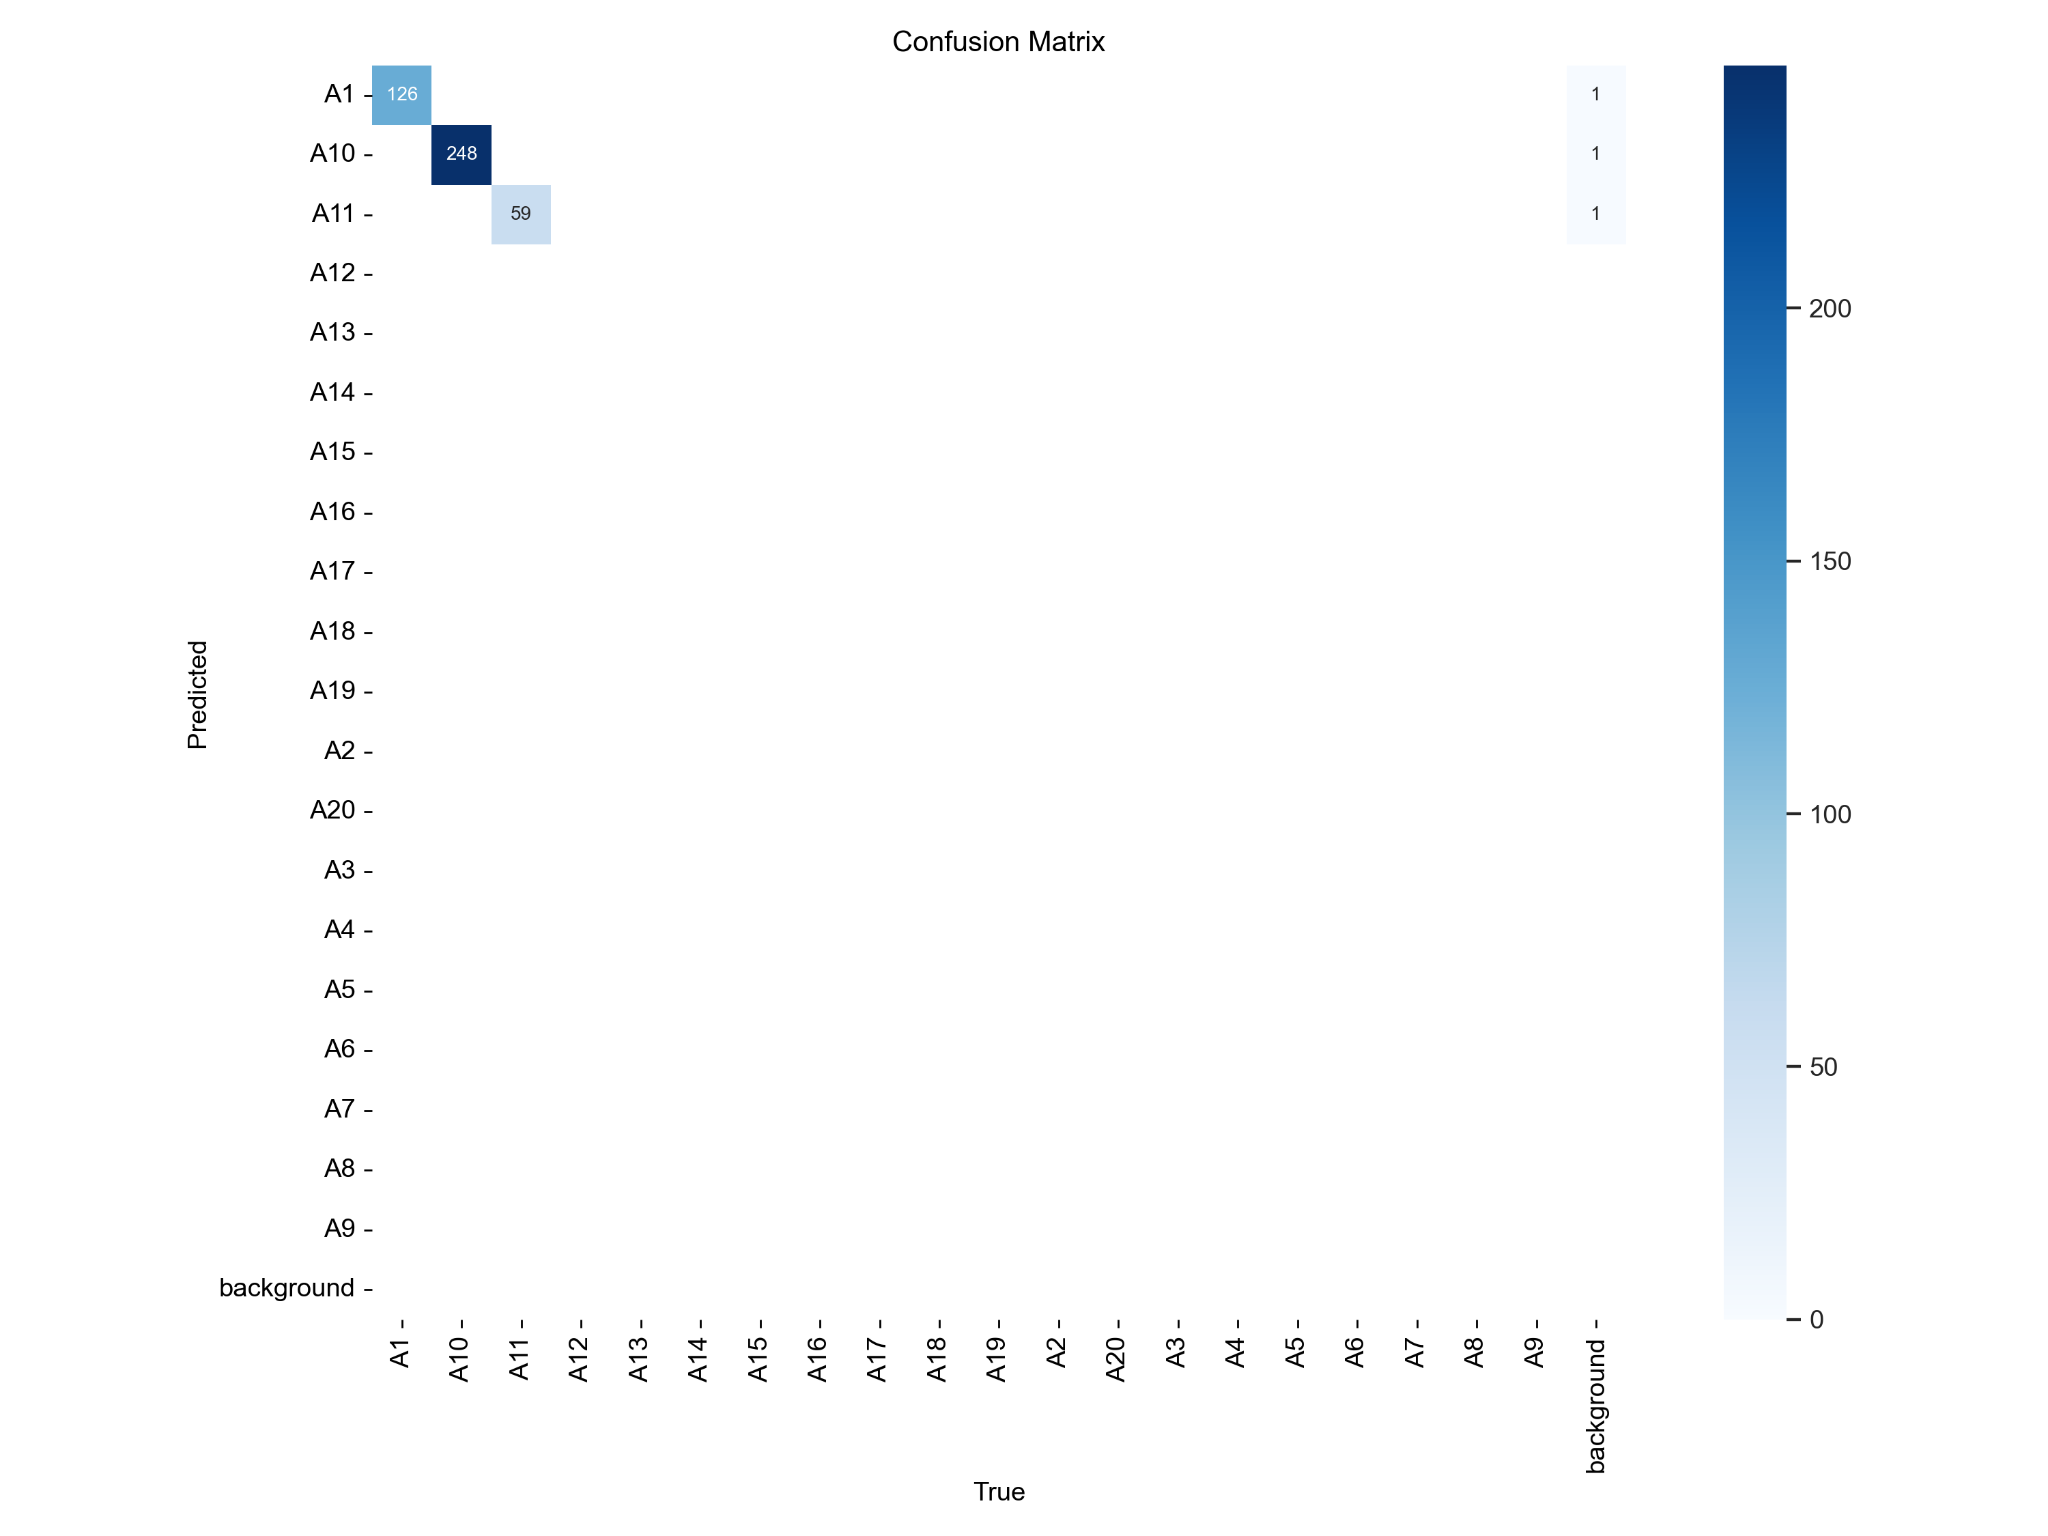 Confusion Matrix
A1 126 1
A10 248 1
A11 59 1
A12
A13
A14
A15
A16
A17
A18
A19
A2
A20
A3
A4
A5
A6
A7
A8
A9
background
Predicted
A1 A10 A11 A12 A13 A14 A15 A16 A17 A18 A19 A2 A20 A3 A4 A5 A6 A7 A8 A9 background
True
200
150
100
50
0